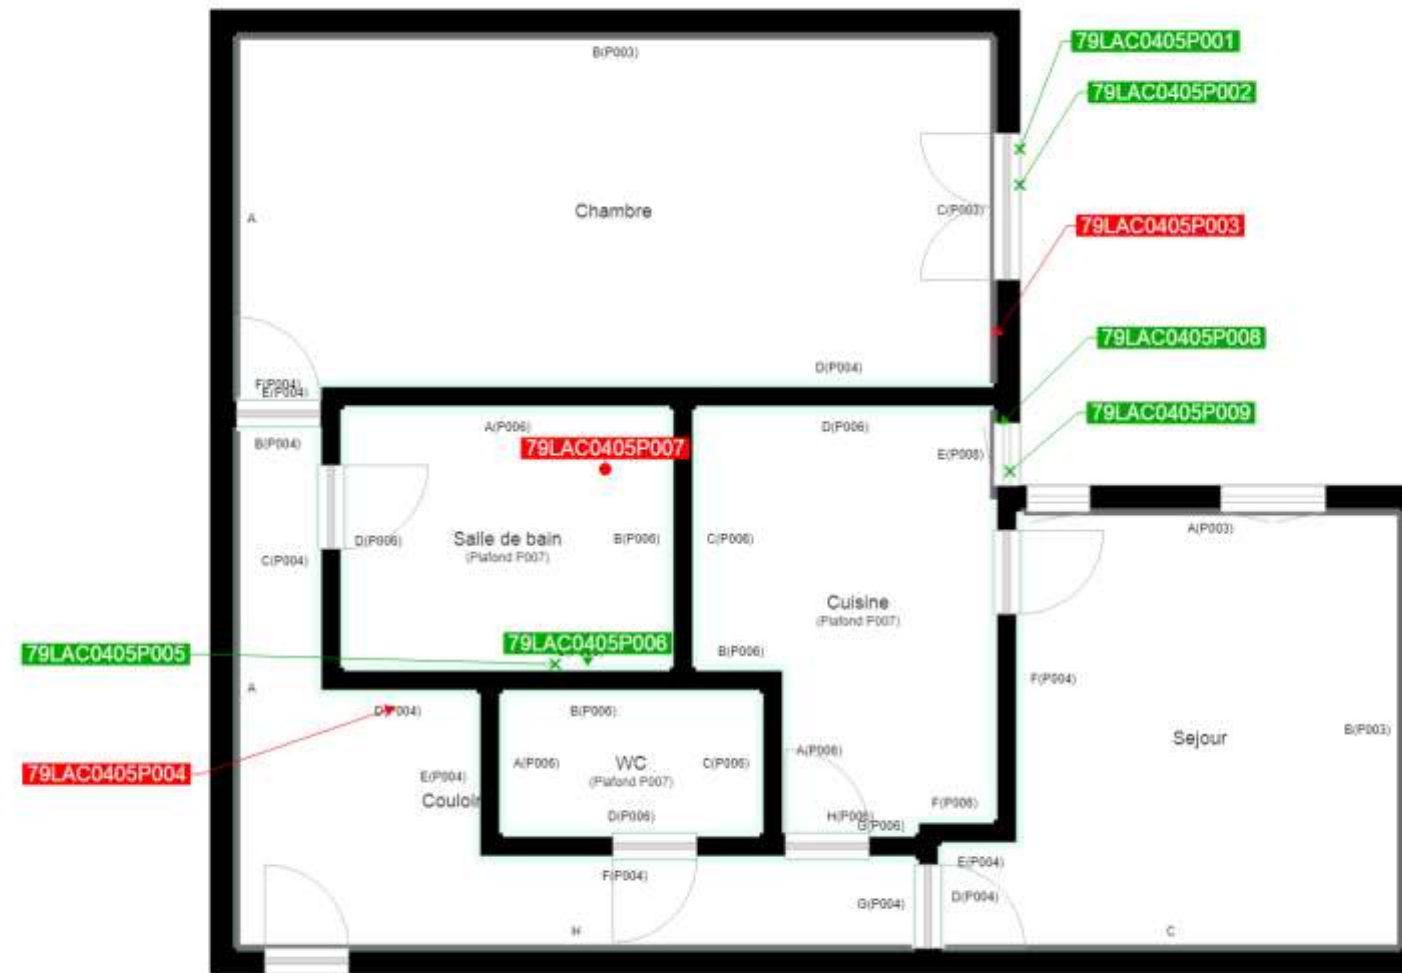 B(P003)
79LAC0405P001
79LAC0405P002
Chambre
A
C(P003)
79LAC0405P003
79LAC0405P008
D(P004)
F(P004)
E(P004)
79LAC0405P009
B(P004)
A(P006)
D(P006)
79LAC0405P007
E(P008)
A(P003)
Salle de bain
D(P006)
B(P006)
C(P006)
(Plafond P007)
C(P004)
Cuisine
(Plafond P007)
79LAC0405P006
79LAC0405P005
B(P006)
A
F(P004)
D(P004)
B(P006)
B(P003)
Sejour
A(P006)
WC
A(P006)
C(P006)
79LAC0405P004
E(P004)
(Plafond P007)
Couloir
F(P006)
D(P006)
H(P006)
G(P006)
E(P004)
F(P004)
D(P004)
G(P004)
H
C